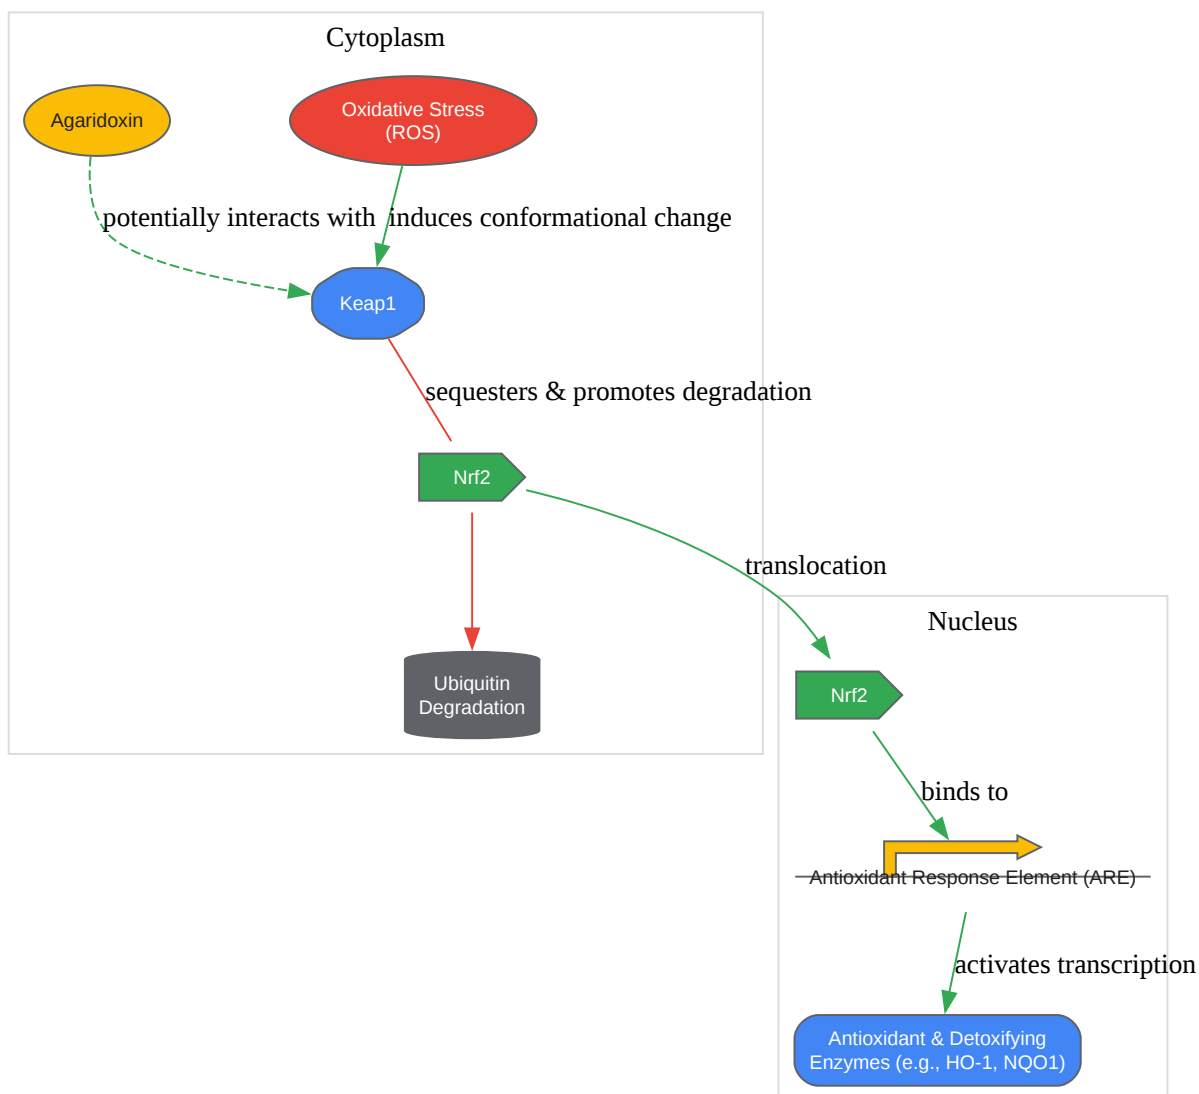 Cytoplasm
Agaridoxin
Oxidative Stress
(ROS)
potentially interacts with
induces conformational change
Keap1
sequesters & promotes degradation
Nrf2
translocation
Nucleus
Ubiquitin
Degradation
Nrf2
binds to
Antioxidant Response Element (ARE)
activates transcription
Antioxidant & Detoxifying
Enzymes (e.g., HO-1, NQO1)